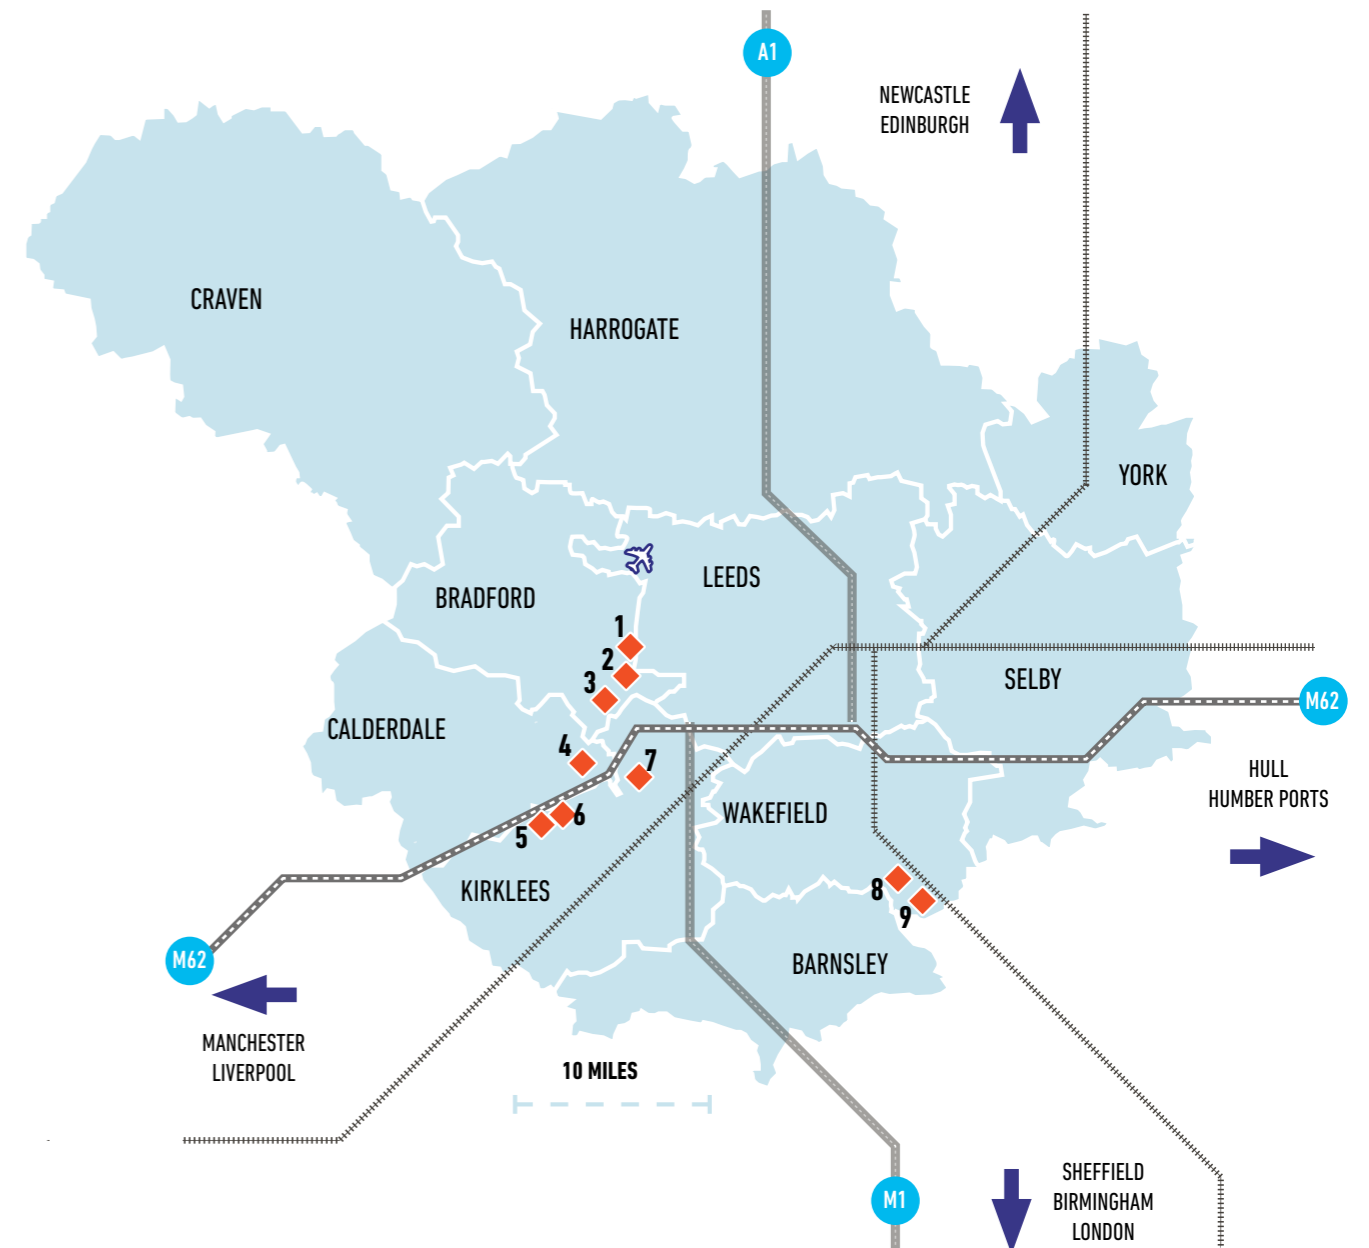 A1
NEWCASTLE
EDINBURGH
CRAVEN
HARROGATE
YORK
LEEDS
BRADFORD
1
2
3
SELBY
M62
CALDERDALE
4
7
HULL
HUMBER PORTS
WAKEFIELD
6
5
KIRKLEES
8
9
M62
BARNSLEY
MANCHESTER
LIVERPOOL
10 MILES
M1
SHEFFIELD
BIRMINGHAM
LONDON